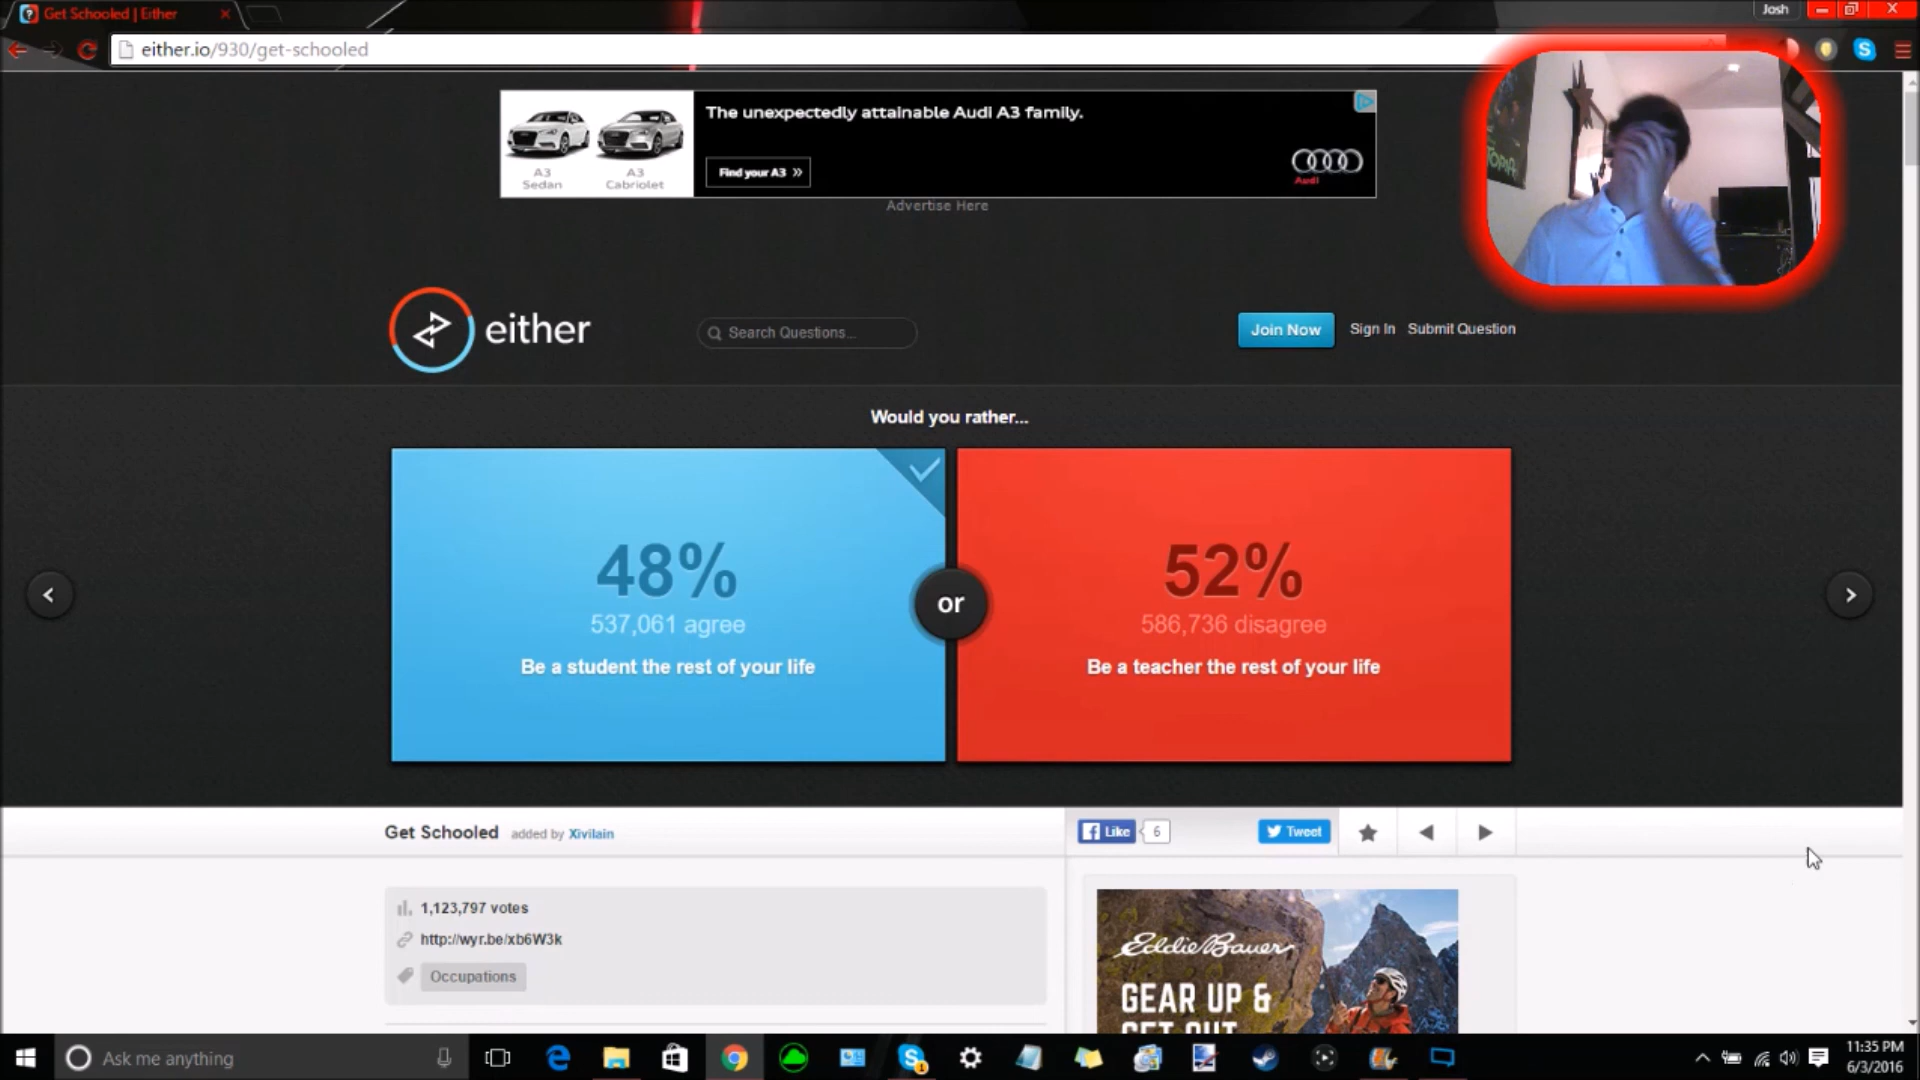 Get Schooled | Either
Josh
either.io/930/get-schooled
The unexpectedly attainable Audi A3 family.
Find your A3 »
A3
Sedan
A3
Cabriolet
Audi
Advertise Here
either
Search Questions...
Join Now
Sign In
Submit Question
Would you rather...
48%
537,061 agree
Be a student the rest of your life
or
52%
586,736 disagree
Be a teacher the rest of your life
Get Schooled added by Xivilain
Like 6
Tweet
1,123,797 votes
http://wyr.be/xb6W3k
Occupations
Eddie Bauer
GEAR UP &
GET OUT
Ask me anything
11:35 PM
6/3/2016